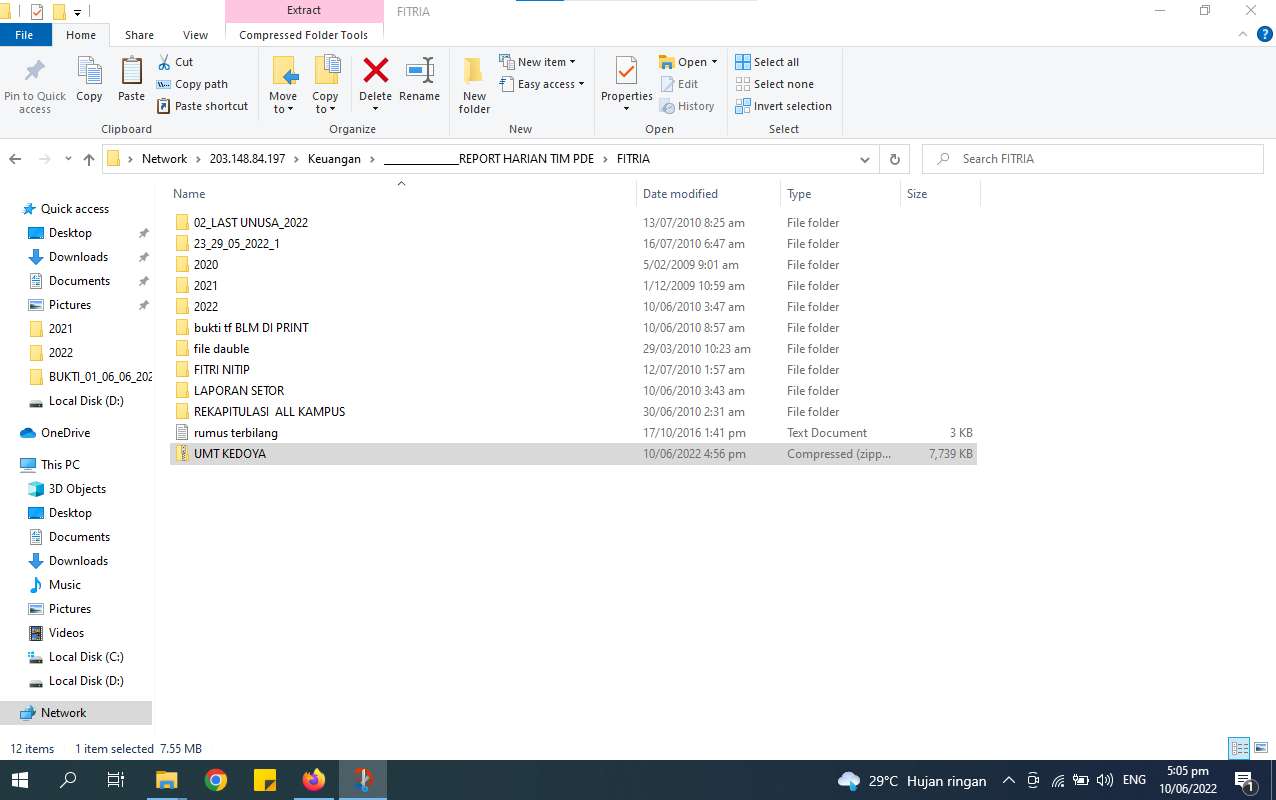 Extract
FITRIA
File
Home
Share
View
Compressed Folder Tools
Pin to Quick access
Copy
Paste
Cut
Copy path
Paste shortcut
Clipboard
Move to
Copy to
Delete
Rename
Organize
New folder
New item
Easy access
New
Properties
Open
Edit
History
Open
Select all
Select none
Invert selection
Select
Network > 203.148.84.197 > Keuangan > ____________REPORT HARIAN TIM PDE > FITRIA
Search FITRIA
Name Date modified Type Size
02_LAST UNUSA_2022 13/07/2010 8:25 am File folder
23_29_05_2022_1 16/07/2010 6:47 am File folder
2020 5/02/2009 9:01 am File folder
2021 1/12/2009 10:59 am File folder
2022 10/06/2010 3:47 am File folder
bukti tf BLM DI PRINT 10/06/2010 8:57 am File folder
file dauble 29/03/2010 10:23 am File folder
FITRI NITIP 12/07/2010 1:57 am File folder
LAPORAN SETOR 10/06/2010 3:43 am File folder
REKAPITULASI  ALL KAMPUS 30/06/2010 2:31 am File folder
rumus terbilang 17/10/2016 1:41 pm Text Document 3 KB
UMT KEDOYA 10/06/2022 4:56 pm Compressed (zipp... 7,739 KB
Quick access
Desktop
Downloads
Documents
Pictures
2021
2022
BUKTI_01_06_06_202
Local Disk (D:)
OneDrive
This PC
3D Objects
Desktop
Documents
Downloads
Music
Pictures
Videos
Local Disk (C:)
Local Disk (D:)
Network
12 items 1 item selected 7.55 MB
29°C Hujan ringan
ENG
5:05 pm
10/06/2022
1